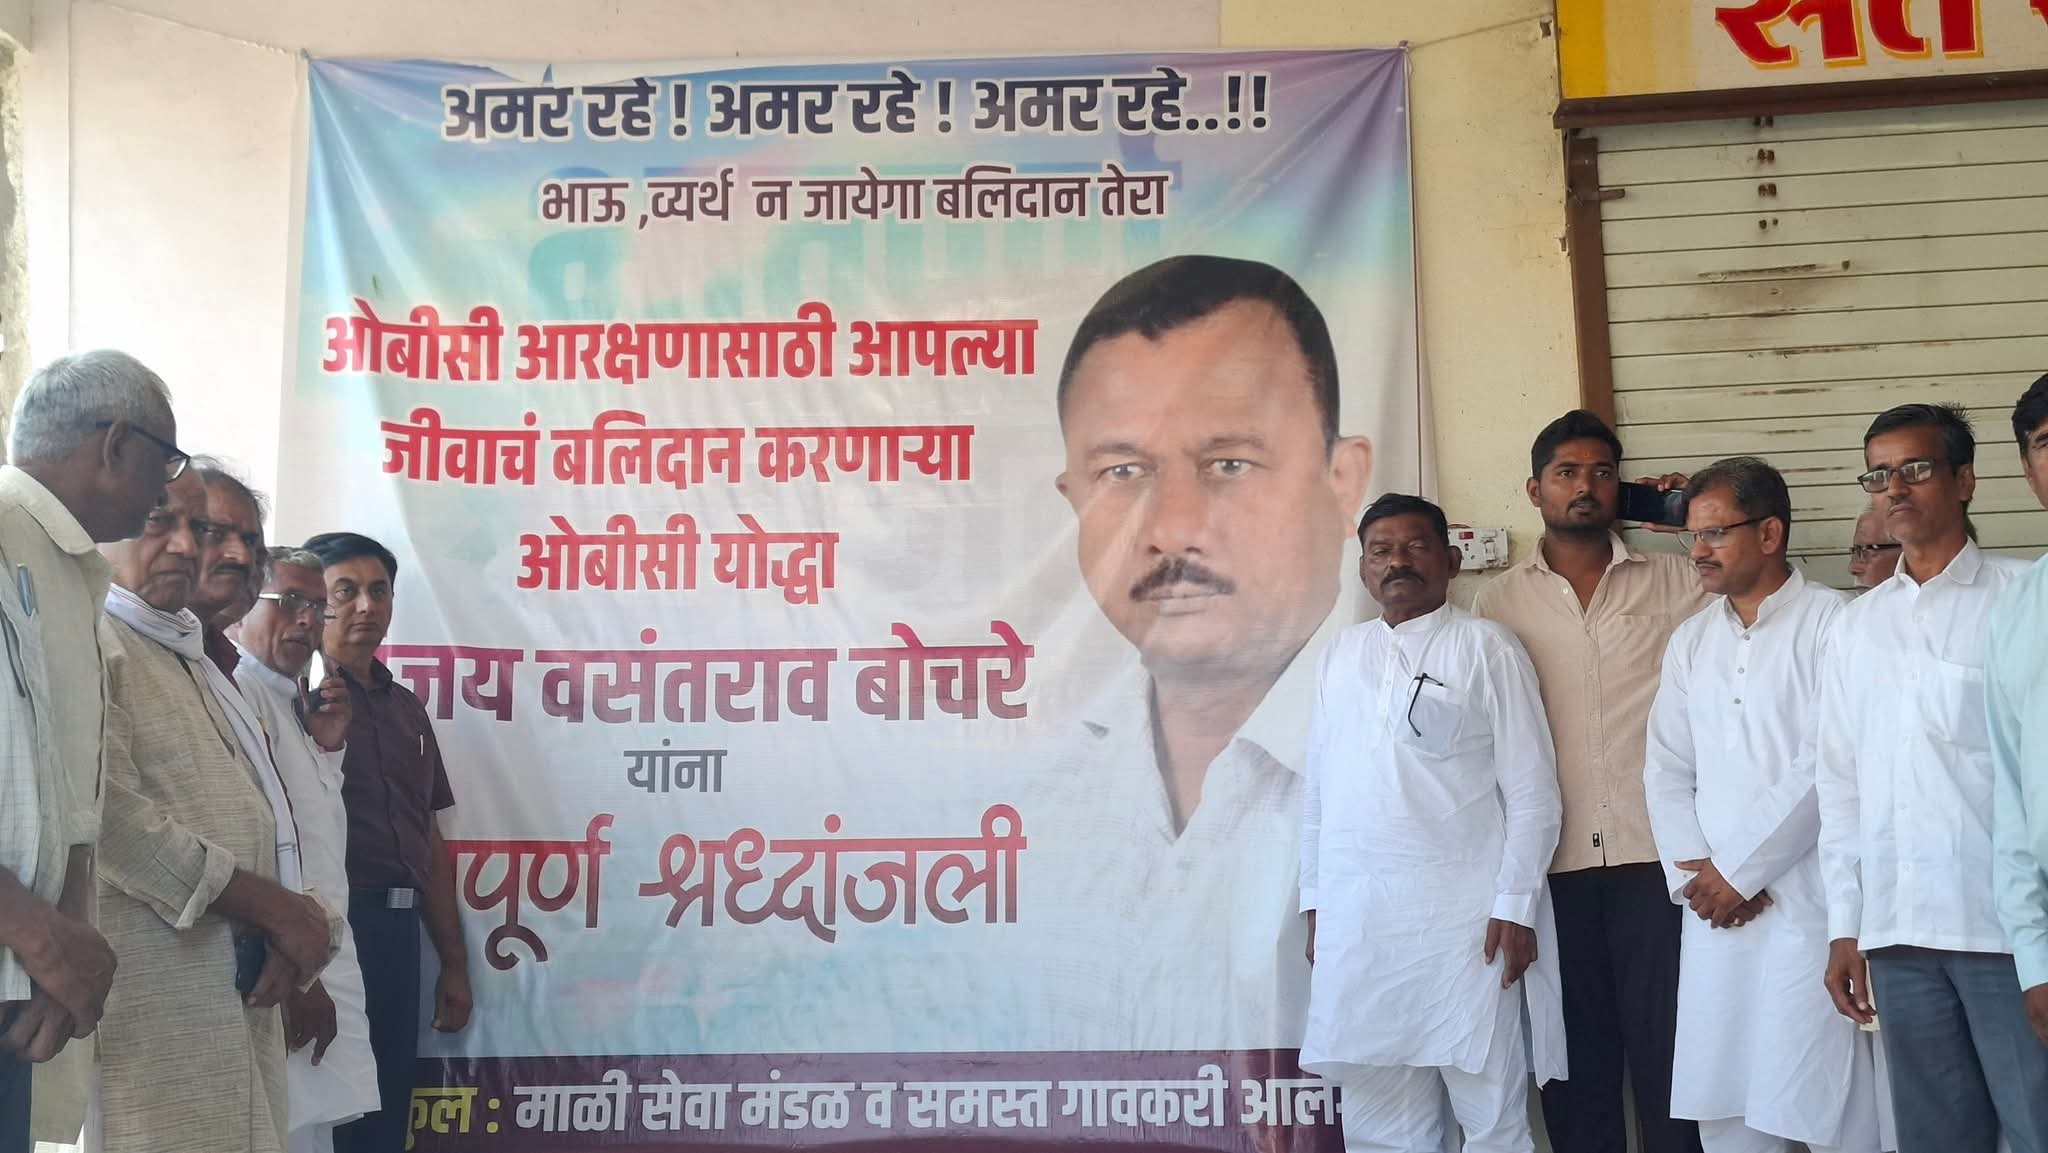 अमर रहे ! अमर रहे ! अमर रहे..!!
भाऊ ,व्यर्थ न जायेगा बलिदान तेरा
ओबीसी आरक्षणासाठी आपल्या
जीवाचं बलिदान करणाऱ्या
ओबीसी योद्धा
वसंतराव बोचरे
यांना
श्रध्दांजली
: माळी सेवा मंडळ व समस्त गावकरी